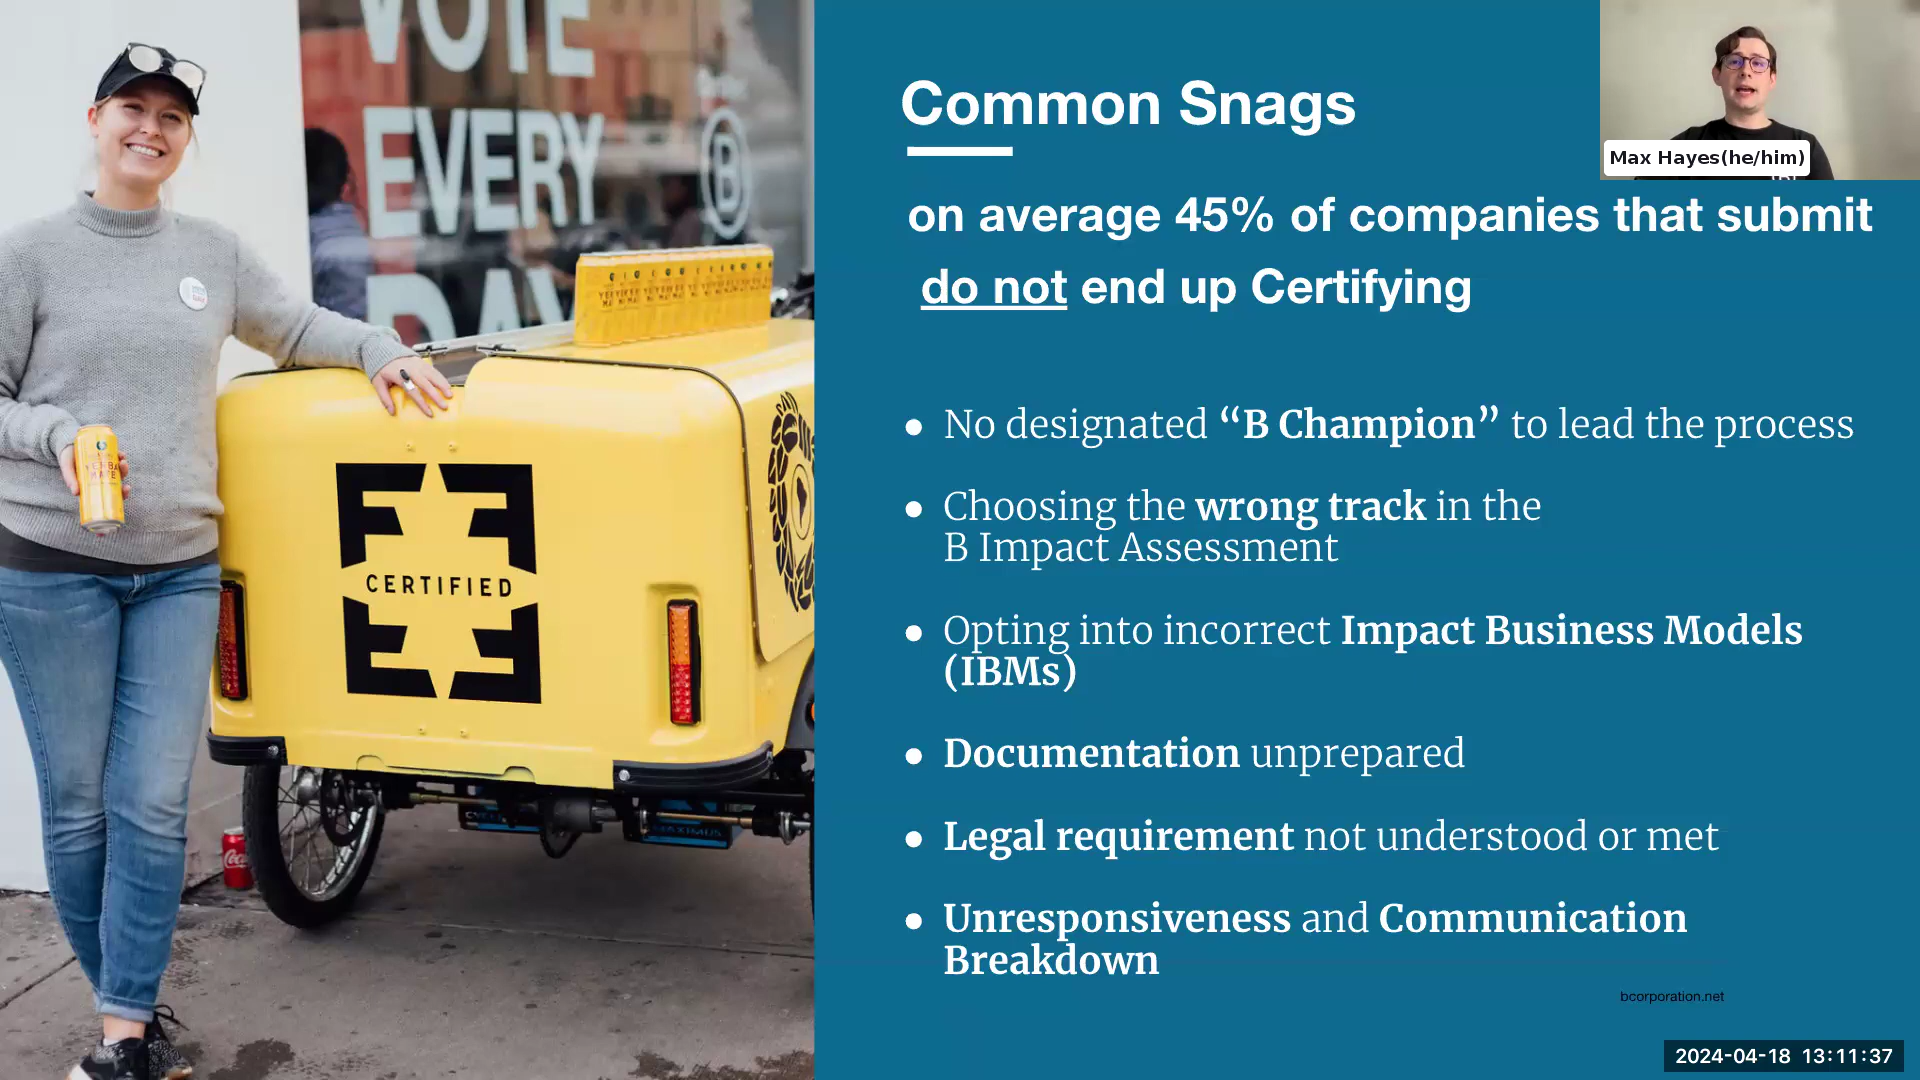 VOTE
EVERY
DAY
B
CERTIFIED
Coca
MAXIMUS
Common Snags
Max Hayes(he/him)
on average 45% of companies that submit
do not end up Certifying
● No designated “B Champion” to lead the process
● Choosing the wrong track in the
B Impact Assessment
● Opting into incorrect Impact Business Models
(IBMs)
● Documentation unprepared
● Legal requirement not understood or met
● Unresponsiveness and Communication
Breakdown
bcorporation.net
2024-04-18 13:11:37